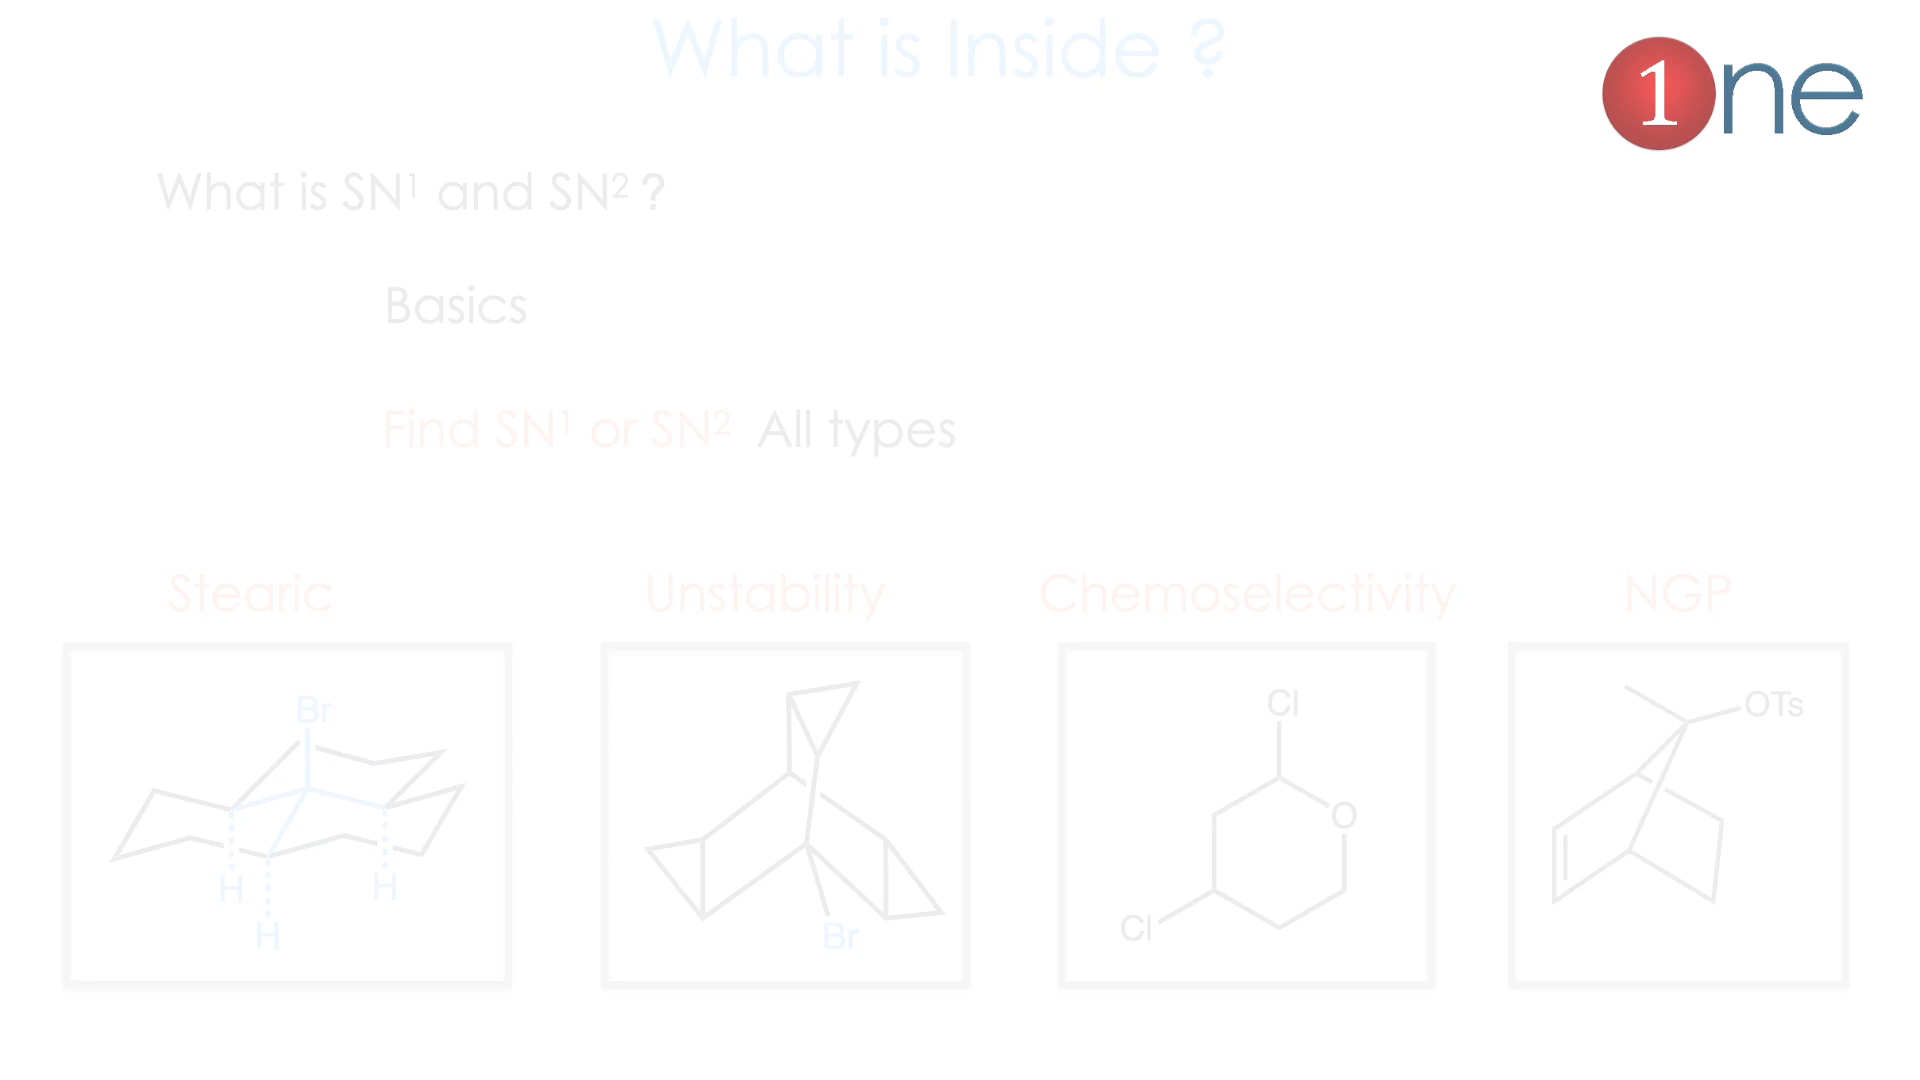 What is Inside ?
1ne
What is SN¹ and SN² ?
Basics
Find SN¹ or SN² All types
Stearic Unstability Chemoselectivity NGP
Br
H
H
H
Br
Cl
O
Cl
OTs